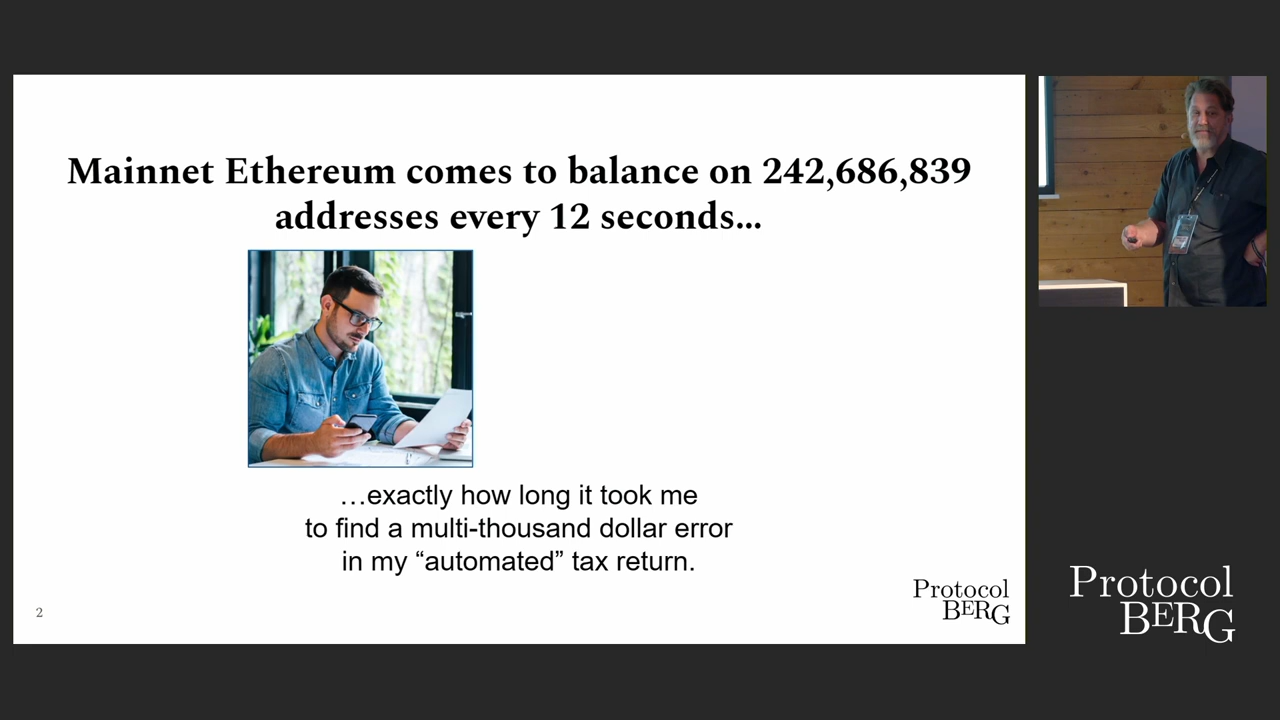 Mainnet Ethereum comes to balance on 242,686,839
addresses every 12 seconds...
…exactly how long it took me
to find a multi-thousand dollar error
in my “automated” tax return.
2
Protocol
BERG
Protocol
BERG